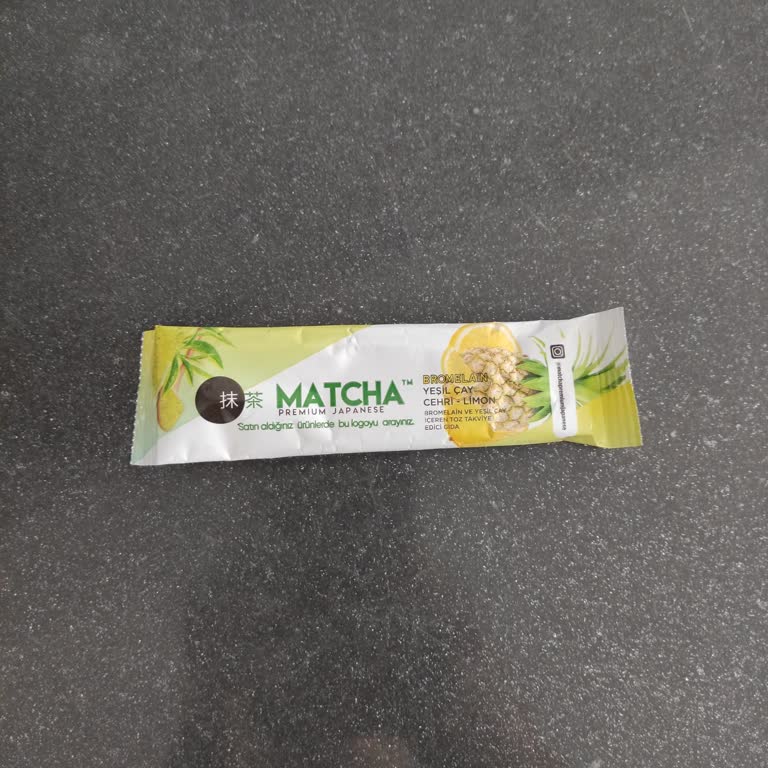 抹茶
MATCHA™
PREMIUM JAPANESE
"Satın aldığınız ürünlerde bu logoyu arayınız.
BROMELAIN
YEŞİL ÇAY
CEHRİ - LİMON
BROMELAIN VE YEŞİL ÇAY
İÇEREN TOZ TAKVİYE
EDİCİ GIDA